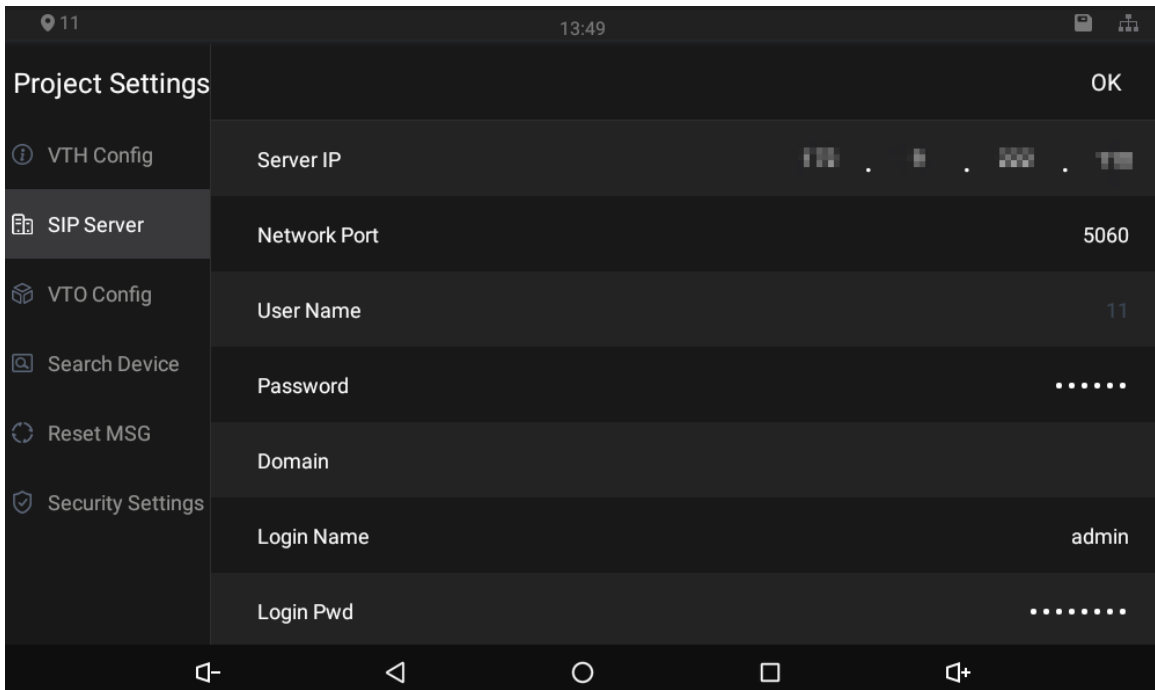 11
13:49
Project Settings
OK
VTH Config
SIP Server
VTO Config
Search Device
Reset MSG
Security Settings
Server IP
. . .
Network Port 5060
User Name 11
Password ••••••
Domain
Login Name admin
Login Pwd ••••••••